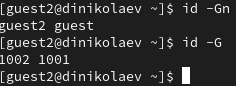 [guest2@dinikolaev ~]$ id -Gn
guest2 guest
[guest2@dinikolaev ~]$ id -G
1002 1001
[guest2@dinikolaev ~]$